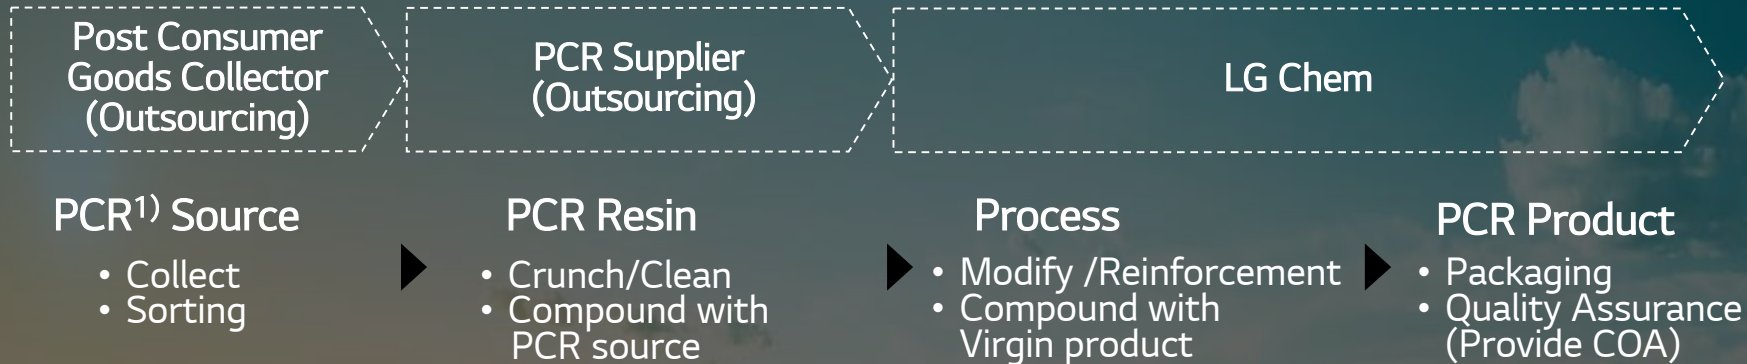 Post Consumer
Goods Collector
(Outsourcing)
PCR Supplier
(Outsourcing)
LG Chem
PCR¹⁾ Source
• Collect
• Sorting
PCR Resin
• Crunch/Clean
• Compound with
PCR source
Process
• Modify /Reinforcement
• Compound with
Virgin product
PCR Product
• Packaging
• Quality Assurance
(Provide COA)